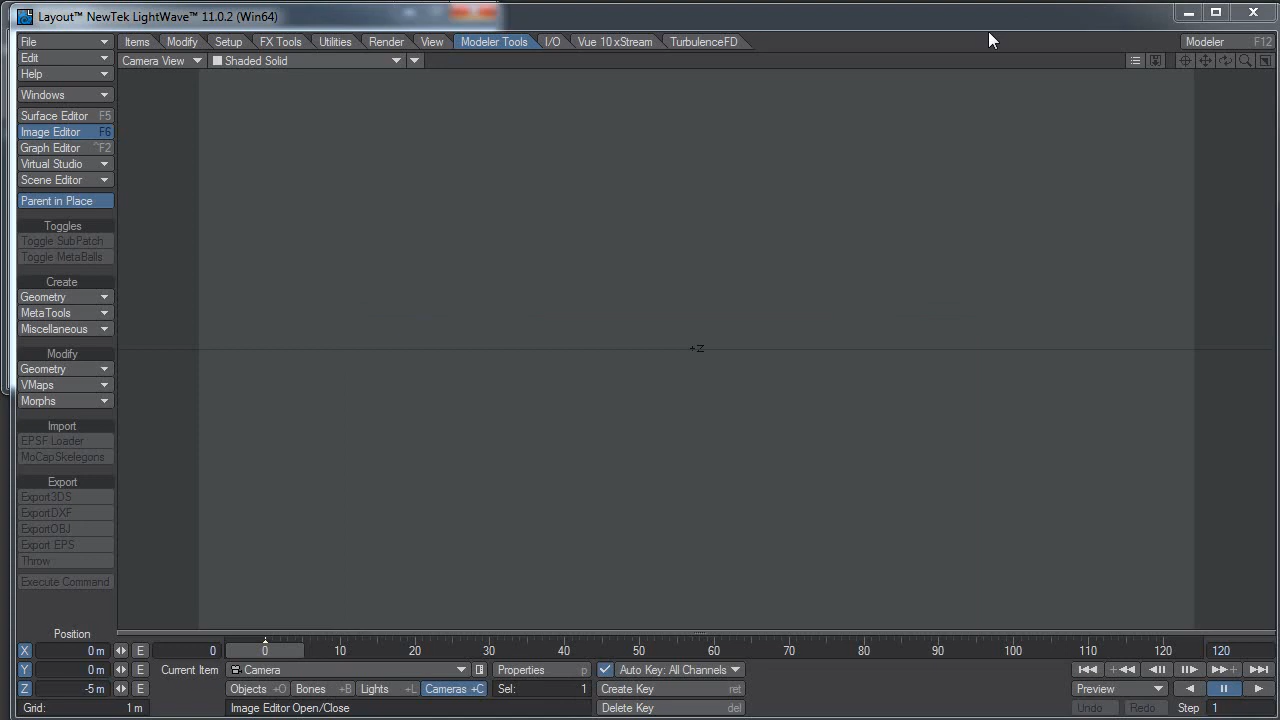 Layout™ NewTek LightWave™ 11.0.2 (Win64)
File Items Modify Setup FX Tools Utilities Render View Modeler Tools I/O Vue 10 xStream TurbulenceFD Modeler F12
Edit Camera View Shaded Solid
Help
Windows
Surface Editor F5
Image Editor F6
Graph Editor ^F2
Virtual Studio
Scene Editor
Parent in Place
Toggles
Toggle SubPatch
Toggle MetaBalls
Create
Geometry
MetaTools
Miscellaneous
+Z
Modify
Geometry
VMaps
Morphs
Import
EPSF Loader
MoCapSkelegons
Export
Export3DS
ExportDXF
ExportOBJ
Export EPS
Throw
Execute Command
Position
X 0 m E 0 0 10 20 30 40 50 60 70 80 90 100 110 120 120
Y 0 m E Current Item Camera Properties p Auto Key: All Channels
Z -5 m E Objects +O Bones +B Lights +L Cameras +C Sel: 1 Create Key ret Preview
Grid: 1 m Image Editor Open/Close Delete Key del Undo Redo Step 1